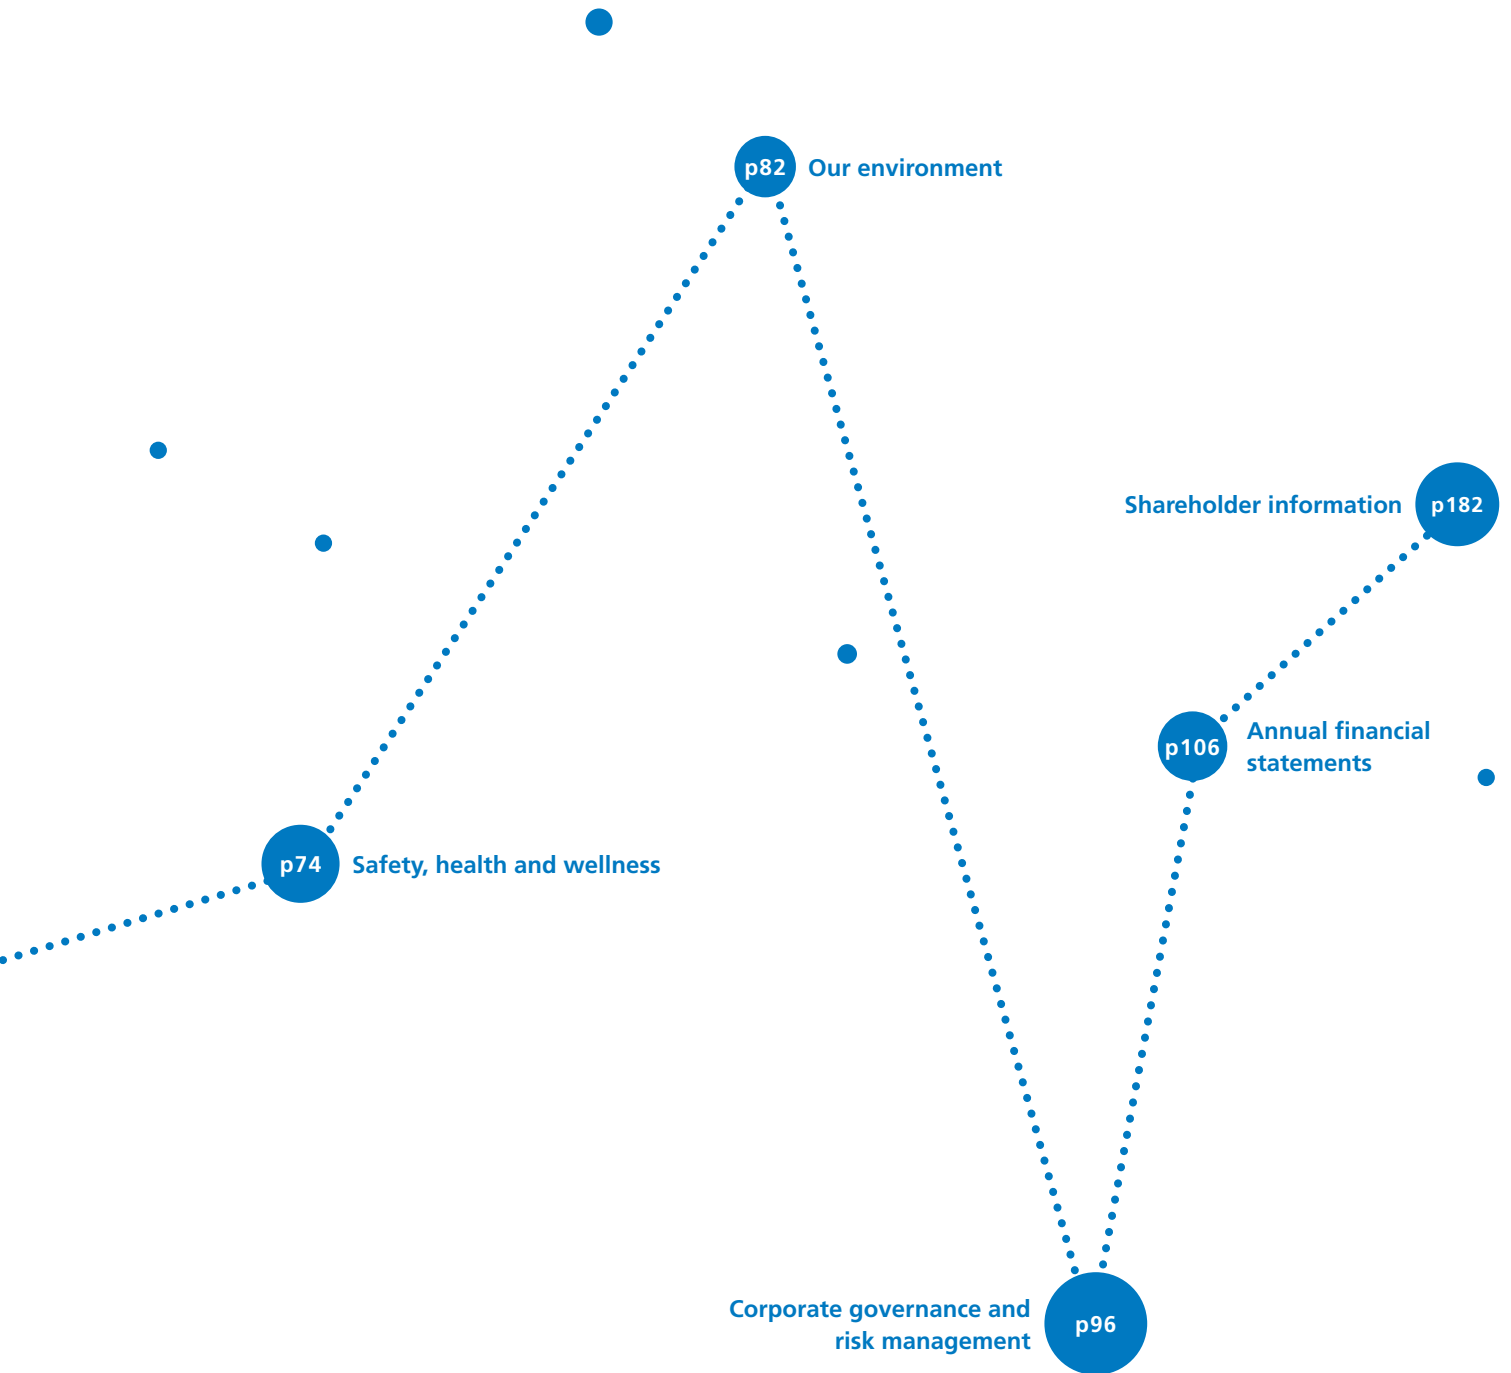 p82 Our environment
Shareholder information p182
p106 Annual financial
statements
p74 Safety, health and wellness
Corporate governance and
risk management p96